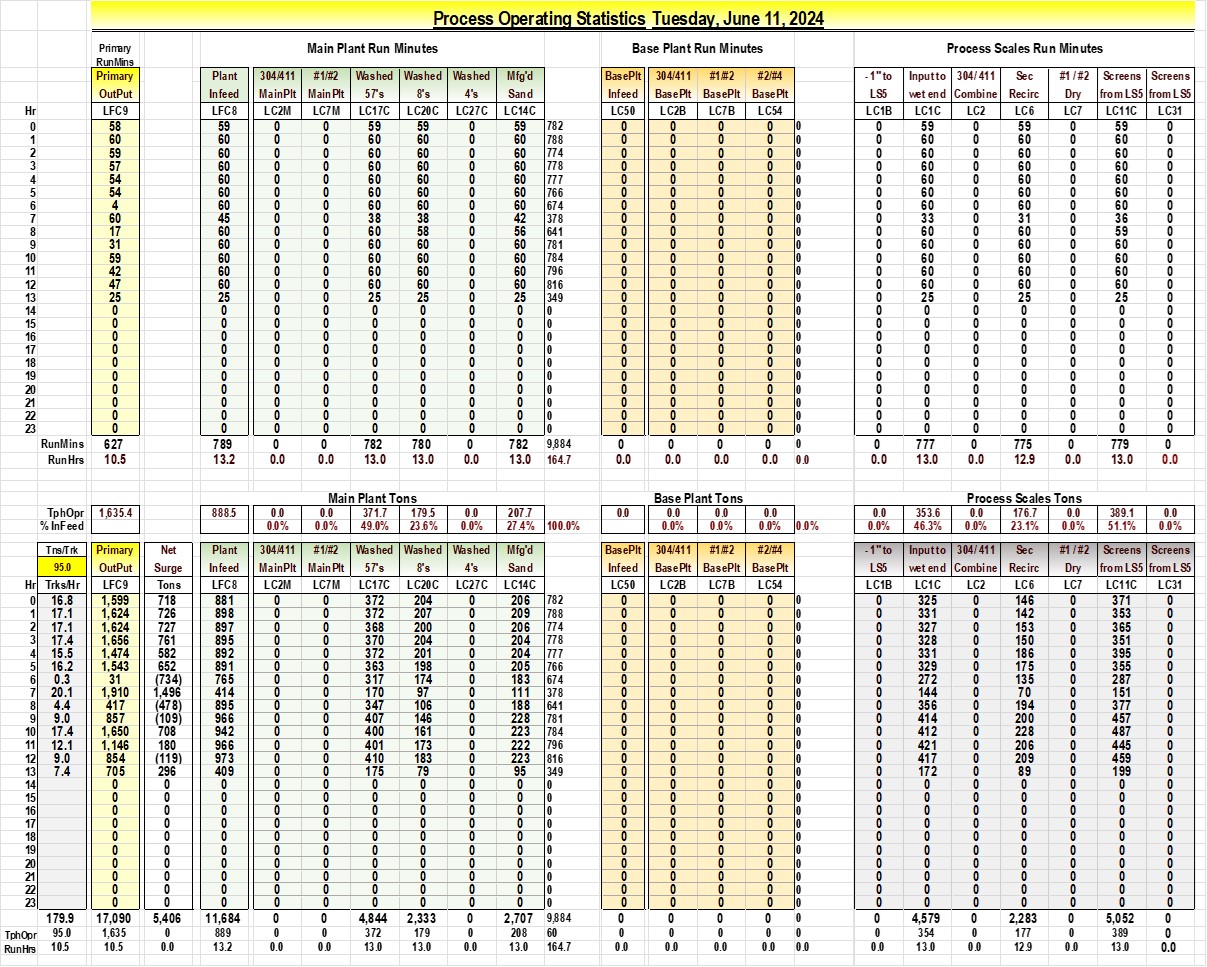 Process Operating Statistics Tuesday, June 11, 2024
Primary Main Plant Run Minutes Base Plant Run Minutes Process Scales Run Minutes
RunMins
Primary Plant 304/411 #1/#2 Washed Washed Washed Mfg'd BasePlt 304/411 #1/#2 #2/#4 -1" to Input to 304/411 Sec #1/#2 Screens Screens
OutPut Infeed MainPlt MainPlt 57's 8's 4's Sand Infeed BasePlt BasePlt BasePlt LS5 wet end Combine Recirc Dry from LS5 from LS5
Hr LFC9 LFC8 LC2M LC7M LC17C LC20C LC27C LC14C LC50 LC2B LC7B LC54 LC1B LC1C LC2 LC6 LC7 LC11C LC31
0 58 59 0 0 59 59 0 59 782 0 0 0 0 0 0 59 0 59 0 59 0
1 60 60 0 0 60 60 0 60 788 0 0 0 0 0 0 60 0 60 0 60 0
2 59 60 0 0 60 60 0 60 774 0 0 0 0 0 0 60 0 60 0 60 0
3 57 60 0 0 60 60 0 60 778 0 0 0 0 0 0 60 0 60 0 60 0
4 54 60 0 0 60 60 0 60 777 0 0 0 0 0 0 60 0 60 0 60 0
5 54 60 0 0 60 60 0 60 766 0 0 0 0 0 0 60 0 60 0 60 0
6 4 60 0 0 60 60 0 60 674 0 0 0 0 0 0 60 0 60 0 60 0
7 60 45 0 0 38 38 0 42 378 0 0 0 0 0 0 33 0 31 0 36 0
8 17 60 0 0 60 58 0 56 641 0 0 0 0 0 0 60 0 60 0 59 0
9 31 60 0 0 60 60 0 60 781 0 0 0 0 0 0 60 0 60 0 60 0
10 59 60 0 0 60 60 0 60 784 0 0 0 0 0 0 60 0 60 0 60 0
11 42 60 0 0 60 60 0 60 796 0 0 0 0 0 0 60 0 60 0 60 0
12 47 60 0 0 60 60 0 60 816 0 0 0 0 0 0 60 0 60 0 60 0
13 25 25 0 0 25 25 0 25 349 0 0 0 0 0 0 25 0 25 0 25 0
14 0 0 0 0 0 0 0 0 0 0 0 0 0 0 0 0 0 0 0 0 0
15 0 0 0 0 0 0 0 0 0 0 0 0 0 0 0 0 0 0 0 0 0
16 0 0 0 0 0 0 0 0 0 0 0 0 0 0 0 0 0 0 0 0 0
17 0 0 0 0 0 0 0 0 0 0 0 0 0 0 0 0 0 0 0 0 0
18 0 0 0 0 0 0 0 0 0 0 0 0 0 0 0 0 0 0 0 0 0
19 0 0 0 0 0 0 0 0 0 0 0 0 0 0 0 0 0 0 0 0 0
20 0 0 0 0 0 0 0 0 0 0 0 0 0 0 0 0 0 0 0 0 0
21 0 0 0 0 0 0 0 0 0 0 0 0 0 0 0 0 0 0 0 0 0
22 0 0 0 0 0 0 0 0 0 0 0 0 0 0 0 0 0 0 0 0 0
23 0 0 0 0 0 0 0 0 0 0 0 0 0 0 0 0 0 0 0 0 0
RunMins 627 789 0 0 782 780 0 782 9,884 0 0 0 0 0 0 777 0 775 0 779 0
RunHrs 10.5 13.2 0.0 0.0 13.0 13.0 0.0 13.0 164.7 0.0 0.0 0.0 0.0 0.0 0.0 13.0 0.0 12.9 0.0 13.0 0.0
Main Plant Tons Base Plant Tons Process Scales Tons
TphOpr 1,635.4 888.5 0.0 0.0 371.7 179.5 0.0 207.7 0.0 0.0 0.0 0.0 0.0 353.6 0.0 176.7 0.0 389.1 0.0
% InFeed 0.0% 0.0% 49.0% 23.6% 0.0% 27.4% 100.0% 0.0% 0.0% 0.0% 0.0% 0.0% 46.3% 0.0% 23.1% 0.0% 51.1% 0.0%
Tns/Trk Primary Net Plant 304/411 #1/#2 Washed Washed Washed Mfg'd BasePlt 304/411 #1/#2 #2/#4 -1" to Input to 304/411 Sec #1/#2 Screens Screens
95.0 OutPut Surge Infeed MainPlt MainPlt 57's 8's 4's Sand Infeed BasePlt BasePlt BasePlt LS5 wet end Combine Recirc Dry from LS5 from LS5
Hr Trks/Hr LFC9 Tons LFC8 LC2M LC7M LC17C LC20C LC27C LC14C LC50 LC2B LC7B LC54 LC1B LC1C LC2 LC6 LC7 LC11C LC31
0 16.8 1,599 718 881 0 0 372 204 0 206 782 0 0 0 0 0 0 325 0 146 0 371 0
1 17.1 1,624 726 898 0 0 372 207 0 209 788 0 0 0 0 0 0 331 0 142 0 353 0
2 17.1 1,624 727 897 0 0 368 200 0 206 774 0 0 0 0 0 0 327 0 153 0 365 0
3 17.4 1,656 761 895 0 0 370 204 0 204 778 0 0 0 0 0 0 328 0 150 0 351 0
4 15.5 1,474 582 892 0 0 372 201 0 204 777 0 0 0 0 0 0 331 0 186 0 395 0
5 16.2 1,543 652 891 0 0 363 198 0 205 766 0 0 0 0 0 0 329 0 175 0 355 0
6 0.3 31 (734) 765 0 0 317 174 0 183 674 0 0 0 0 0 0 272 0 135 0 287 0
7 20.1 1,910 1,496 414 0 0 170 97 0 111 378 0 0 0 0 0 0 144 0 70 0 151 0
8 4.4 417 (478) 895 0 0 347 106 0 188 641 0 0 0 0 0 0 356 0 194 0 377 0
9 9.0 857 (109) 966 0 0 407 146 0 228 781 0 0 0 0 0 0 414 0 200 0 457 0
10 17.4 1,650 708 942 0 0 400 161 0 223 784 0 0 0 0 0 0 412 0 228 0 487 0
11 12.1 1,146 180 966 0 0 401 173 0 222 796 0 0 0 0 0 0 421 0 206 0 445 0
12 9.0 854 (119) 973 0 0 410 183 0 223 816 0 0 0 0 0 0 417 0 209 0 459 0
13 7.4 705 296 409 0 0 175 79 0 95 349 0 0 0 0 0 0 172 0 89 0 199 0
14 0 0 0 0 0 0 0 0 0 0 0 0 0 0 0 0 0 0 0 0 0 0
15 0 0 0 0 0 0 0 0 0 0 0 0 0 0 0 0 0 0 0 0 0 0
16 0 0 0 0 0 0 0 0 0 0 0 0 0 0 0 0 0 0 0 0 0 0
17 0 0 0 0 0 0 0 0 0 0 0 0 0 0 0 0 0 0 0 0 0 0
18 0 0 0 0 0 0 0 0 0 0 0 0 0 0 0 0 0 0 0 0 0 0
19 0 0 0 0 0 0 0 0 0 0 0 0 0 0 0 0 0 0 0 0 0 0
20 0 0 0 0 0 0 0 0 0 0 0 0 0 0 0 0 0 0 0 0 0 0
21 0 0 0 0 0 0 0 0 0 0 0 0 0 0 0 0 0 0 0 0 0 0
22 0 0 0 0 0 0 0 0 0 0 0 0 0 0 0 0 0 0 0 0 0 0
23 0 0 0 0 0 0 0 0 0 0 0 0 0 0 0 0 0 0 0 0 0 0
179.9 17,090 5,406 11,684 0 0 4,844 2,333 0 2,707 9,884 0 0 0 0 0 0 4,579 0 2,283 0 5,052 0
TphOpr 95.0 1,635 0 889 0 0 372 179 0 208 60 0 0 0 0 0 0 354 0 177 0 389 0
RunHrs 10.5 10.5 0.0 13.2 0.0 0.0 13.0 13.0 0.0 13.0 164.7 0.0 0.0 0.0 0.0 0.0 0.0 13.0 0.0 12.9 0.0 13.0 0.0